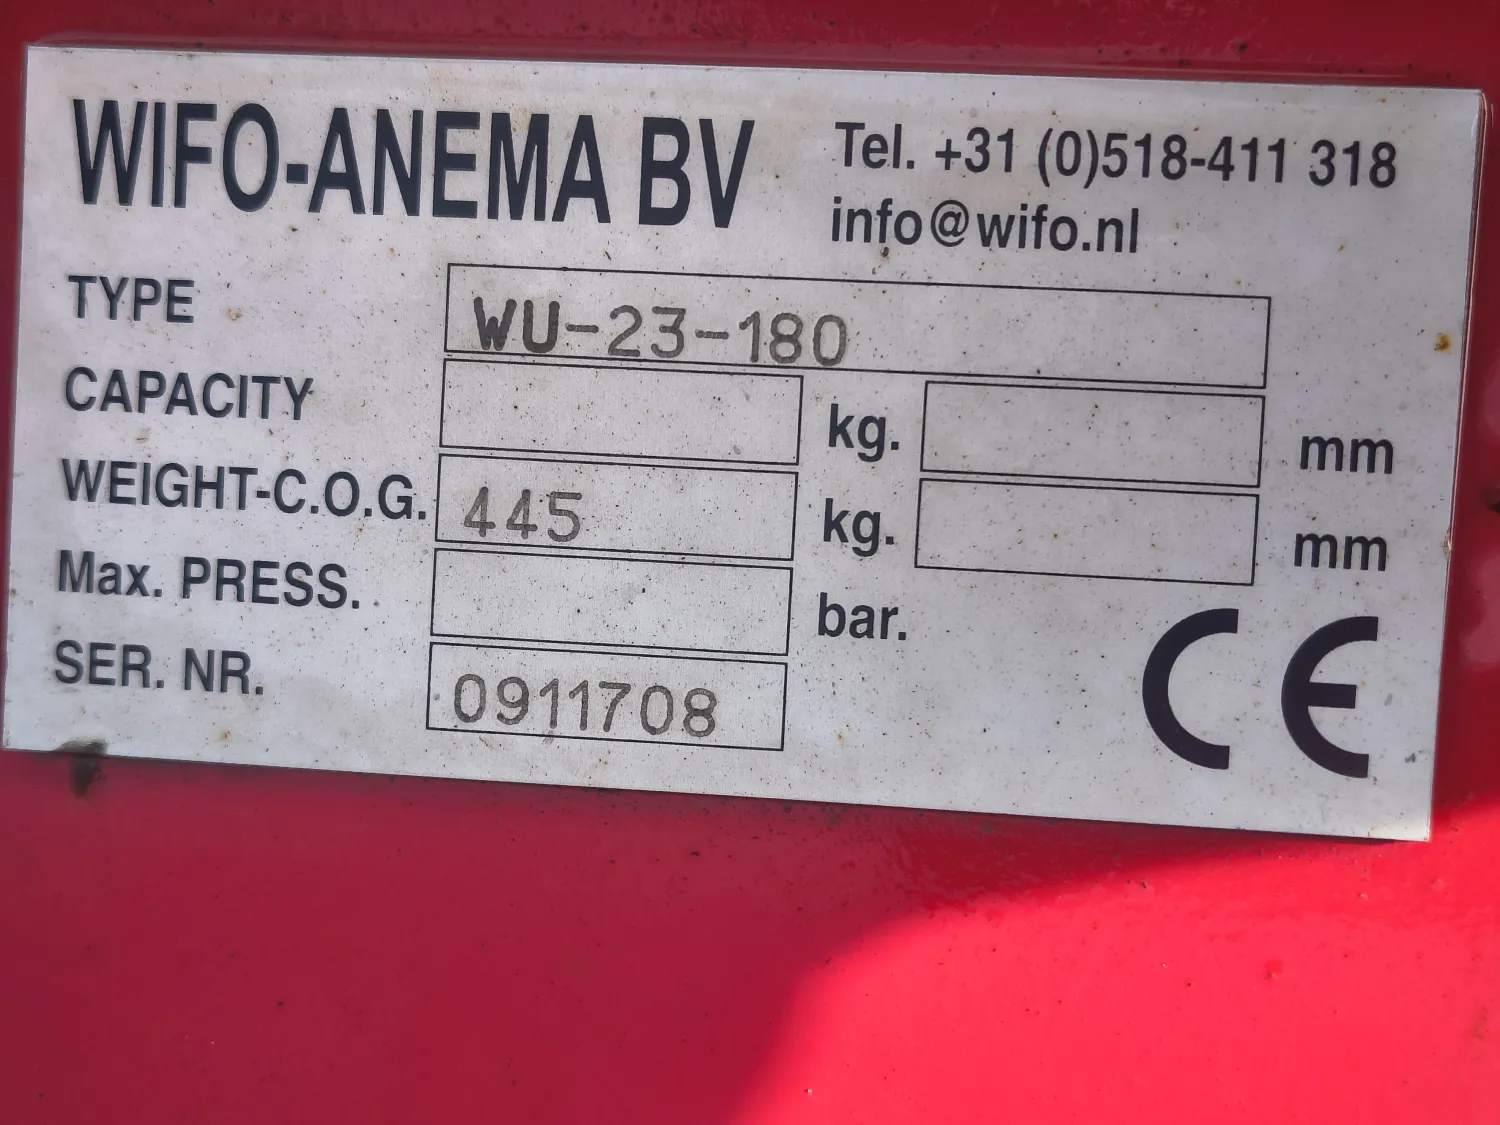 WIFO-ANEMA BV
Tel. +31 (0)518-411 318
info@wifo.nl
TYPE WU-23-180
CAPACITY kg. mm
WEIGHT-C.O.G. 445 kg. mm
Max. PRESS. bar.
SER. NR. 0911708
CE